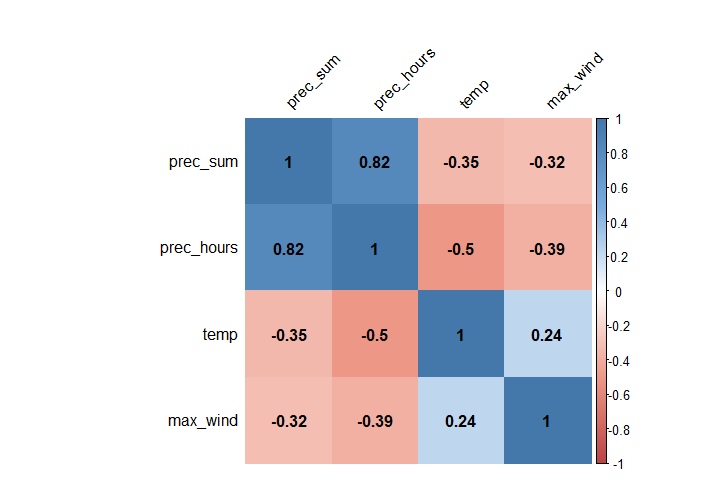 prec_sum prec_hours temp max_wind
prec_sum 1 0.82 -0.35 -0.32
prec_hours 0.82 1 -0.5 -0.39
temp -0.35 -0.5 1 0.24
max_wind -0.32 -0.39 0.24 1
1
0.8
0.6
0.4
0.2
0
-0.2
-0.4
-0.6
-0.8
-1